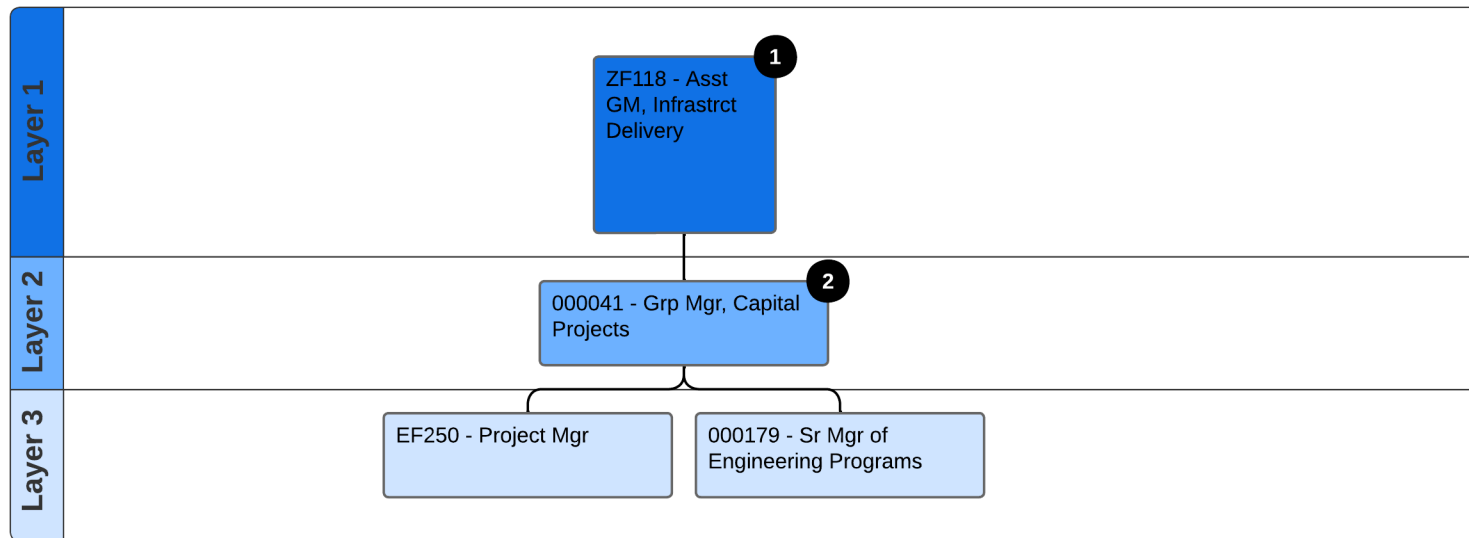 Layer 1
1
ZF118 - Asst
GM, Infrastrct
Delivery
Layer 2
2
000041 - Grp Mgr, Capital
Projects
Layer 3
EF250 - Project Mgr
000179 - Sr Mgr of
Engineering Programs